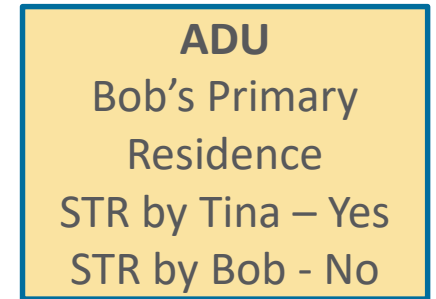 ADU
Bob’s Primary
Residence
STR by Tina – Yes
STR by Bob - No